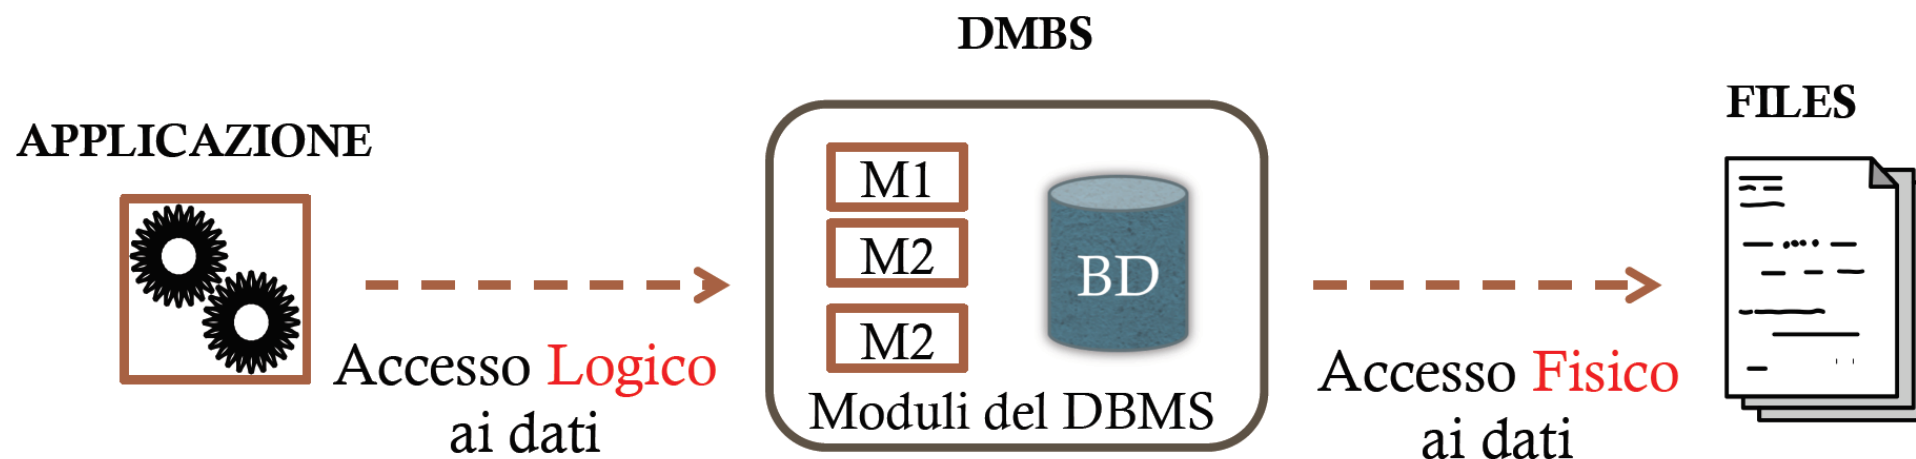 DMBS
APPLICAZIONE
FILES
M1
M2
M2
BD
Moduli del DBMS
Accesso Logico
ai dati
Accesso Fisico
ai dati